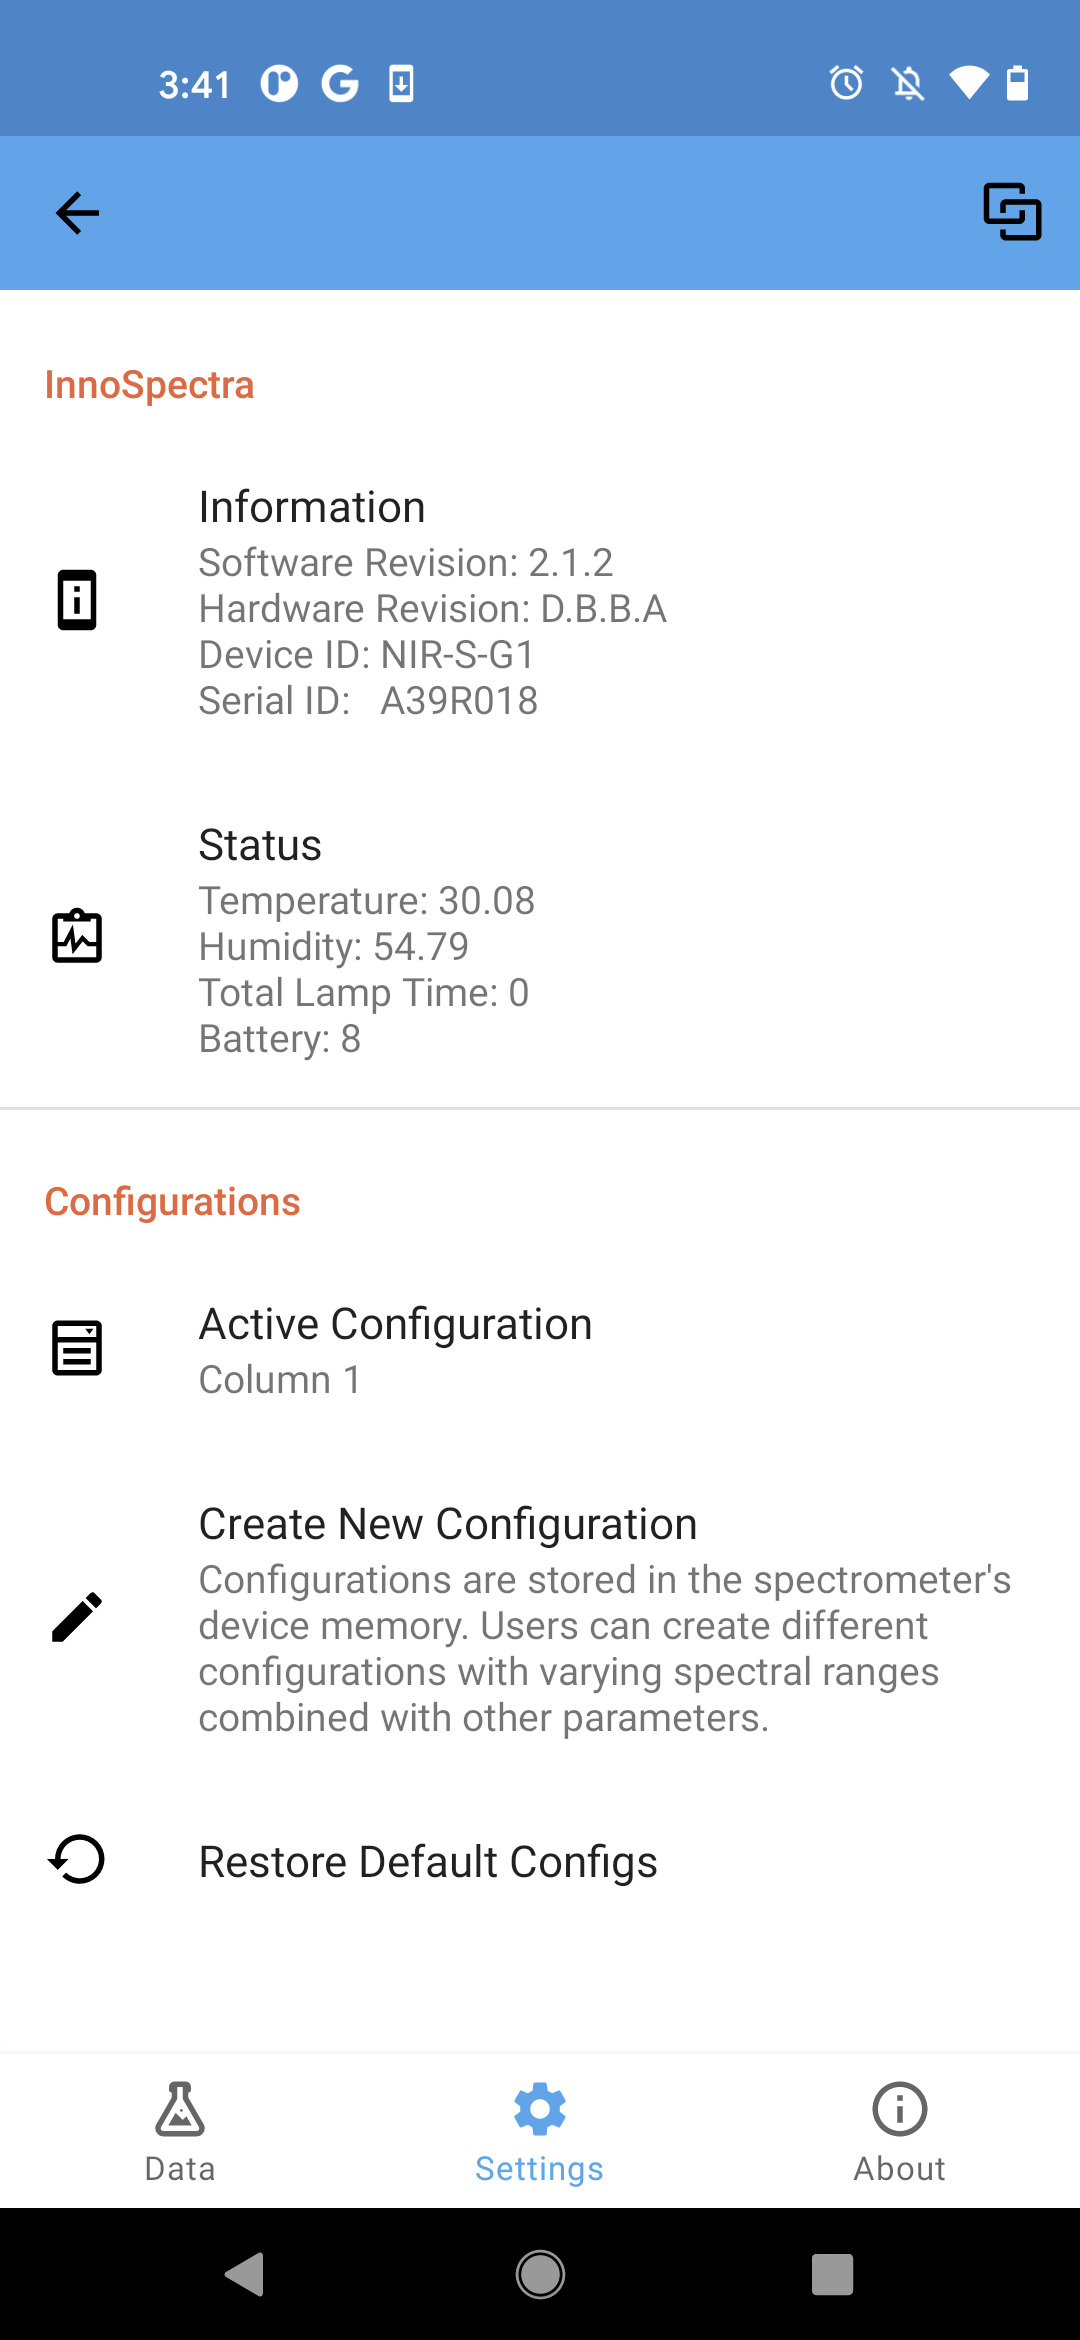 3:41
InnoSpectra
Information
Software Revision: 2.1.2
Hardware Revision: D.B.B.A
Device ID: NIR-S-G1
Serial ID: A39R018
Status
Temperature: 30.08
Humidity: 54.79
Total Lamp Time: 0
Battery: 8
Configurations
Active Configuration
Column 1
Create New Configuration
Configurations are stored in the spectrometer's
device memory. Users can create different
configurations with varying spectral ranges
combined with other parameters.
Restore Default Configs
Data
Settings
About